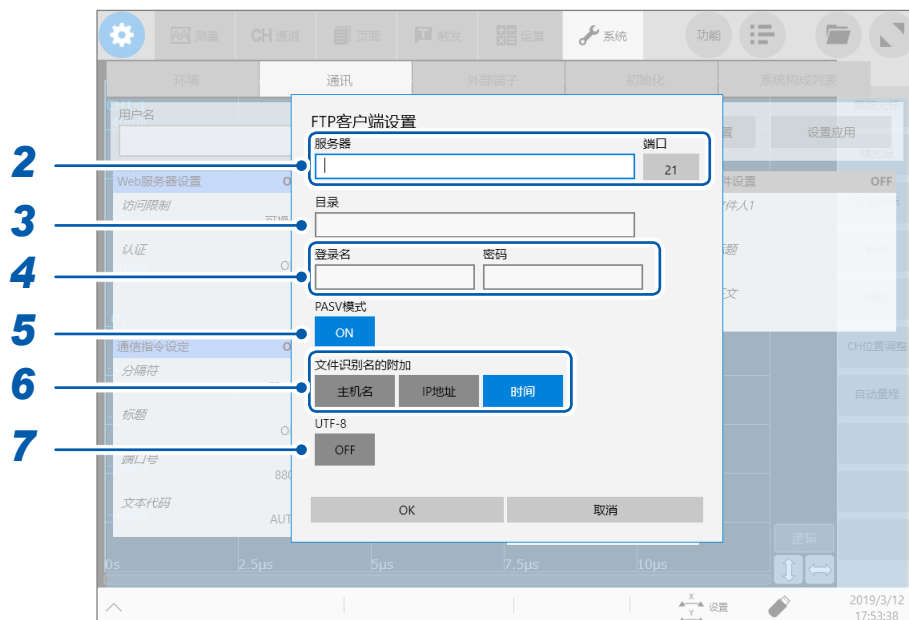 测量 CH 通道 页面 T 触发 运算 系统 功能
环境 通讯 外部端子 初始化 系统构成列表
用户名
设置应用
Web服务器设置
OFF
访问限制
认证
通信指令设定
分隔符
标题
端口号
880
文本代码
AUT
CH位置调整
自动量程
逻辑
FTP客户端设置
2
服务器 端口
21
3
目录
4
登录名 密码
5
PASV模式
ON
6
文件识别名的附加
主机名 IP地址 时间
7
UTF-8
OFF
OK 取消
0s 2.5μs 5μs 7.5μs 10μs
X
Y
设置
2019/3/12
17:53:38